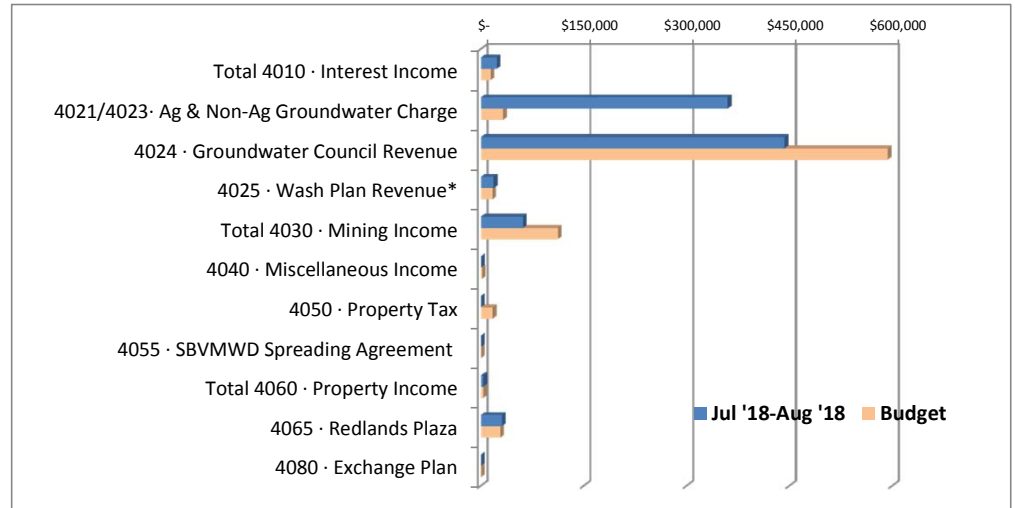 $- $150,000 $300,000 $450,000 $600,000
Total 4010 · Interest Income
4021/4023· Ag & Non-Ag Groundwater Charge
4024 · Groundwater Council Revenue
4025 · Wash Plan Revenue*
Total 4030 · Mining Income
4040 · Miscellaneous Income
4050 · Property Tax
4055 · SBVMWD Spreading Agreement
Total 4060 · Property Income
Jul '18-Aug '18 Budget
4065 · Redlands Plaza
4080 · Exchange Plan